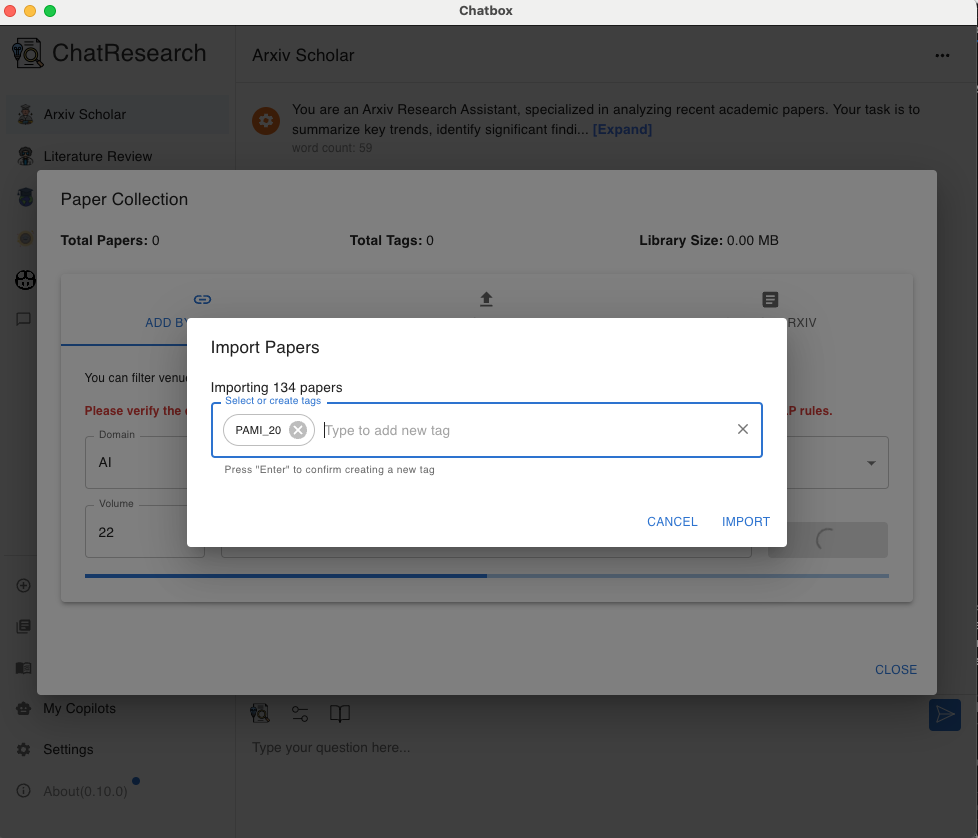 Chatbox
ChatResearch
Arxiv Scholar
...
Arxiv Scholar
You are an Arxiv Research Assistant, specialized in analyzing recent academic papers. Your task is to
summarize key trends, identify significant findi... [Expand]
word count: 59
Literature Review
Paper Collection
Total Papers: 0
Total Tags: 0
Library Size: 0.00 MB
ADD BY
RXIV
Import Papers
You can filter venue
Importing 134 papers
Select or create tags
Please verify the
P rules.
Domain
PAMI_20
Type to add new tag
AI
Press "Enter" to confirm creating a new tag
Volume
22
CANCEL
IMPORT
CLOSE
My Copilots
Settings
Type your question here...
About(0.10.0)